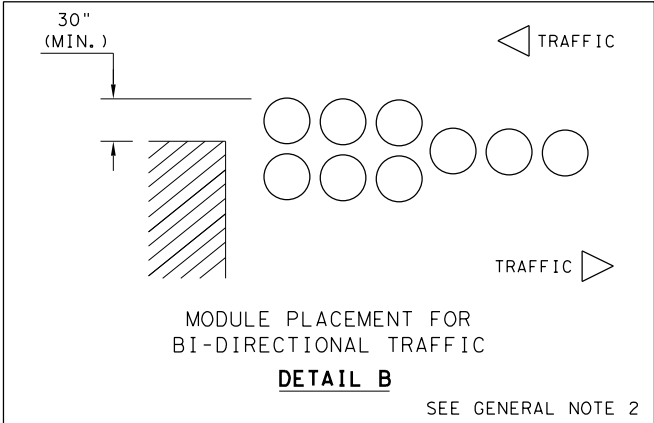 30"
(MIN.)
TRAFFIC
TRAFFIC
MODULE PLACEMENT FOR
BI-DIRECTIONAL TRAFFIC
DETAIL B
SEE GENERAL NOTE 2